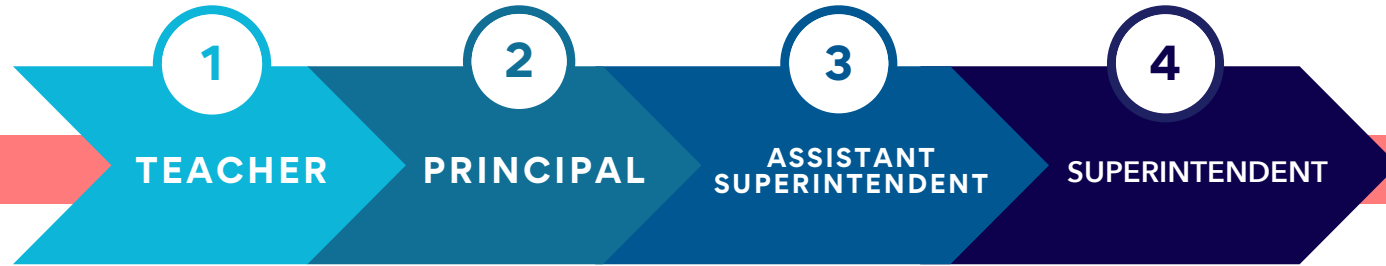 1
TEACHER
2
PRINCIPAL
3
ASSISTANT
SUPERINTENDENT
4
SUPERINTENDENT